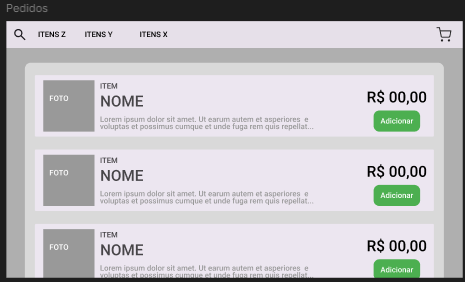 Pedidos
ITENS Z ITENS Y ITENS X
FOTO
ITEM
NOME
Lorem ipsum dolor sit amet. Ut earum autem et asperiores e
voluptas et possimus cumque et unde fuga rem quis repellat...
R$ 00,00
Adicionar
FOTO
ITEM
NOME
Lorem ipsum dolor sit amet. Ut earum autem et asperiores e
voluptas et possimus cumque et unde fuga rem quis repellat...
R$ 00,00
Adicionar
FOTO
ITEM
NOME
Lorem ipsum dolor sit amet. Ut earum autem et asperiores e
voluptas et possimus cumque et unde fuga rem quis repellat...
R$ 00,00
Adicionar